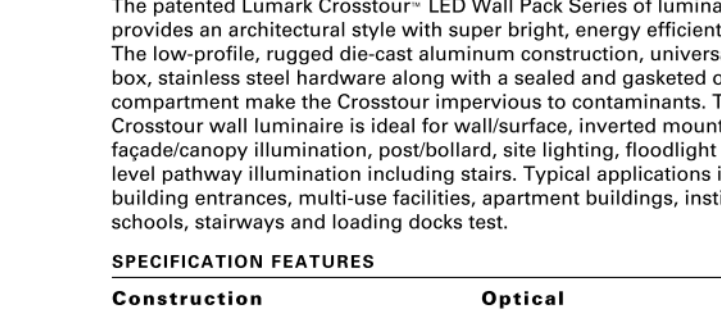 The patented Lumark Crosstour™ LED Wall Pack Series of
provides an architectural style with super bright, energy efficient
The low-profile, rugged die-cast aluminum construction,
box, stainless steel hardware along with a sealed and gasketed
compartment make the Crosstour impervious to contaminants.
Crosstour wall luminaire is ideal for wall/surface, inverted
façade/canopy illumination, post/bollard, site lighting, floodlight
level pathway illumination including stairs. Typical applications
building entrances, multi-use facilities, apartment buildings,
schools, stairways and loading docks test.
SPECIFICATION FEATURES
Construction Optical